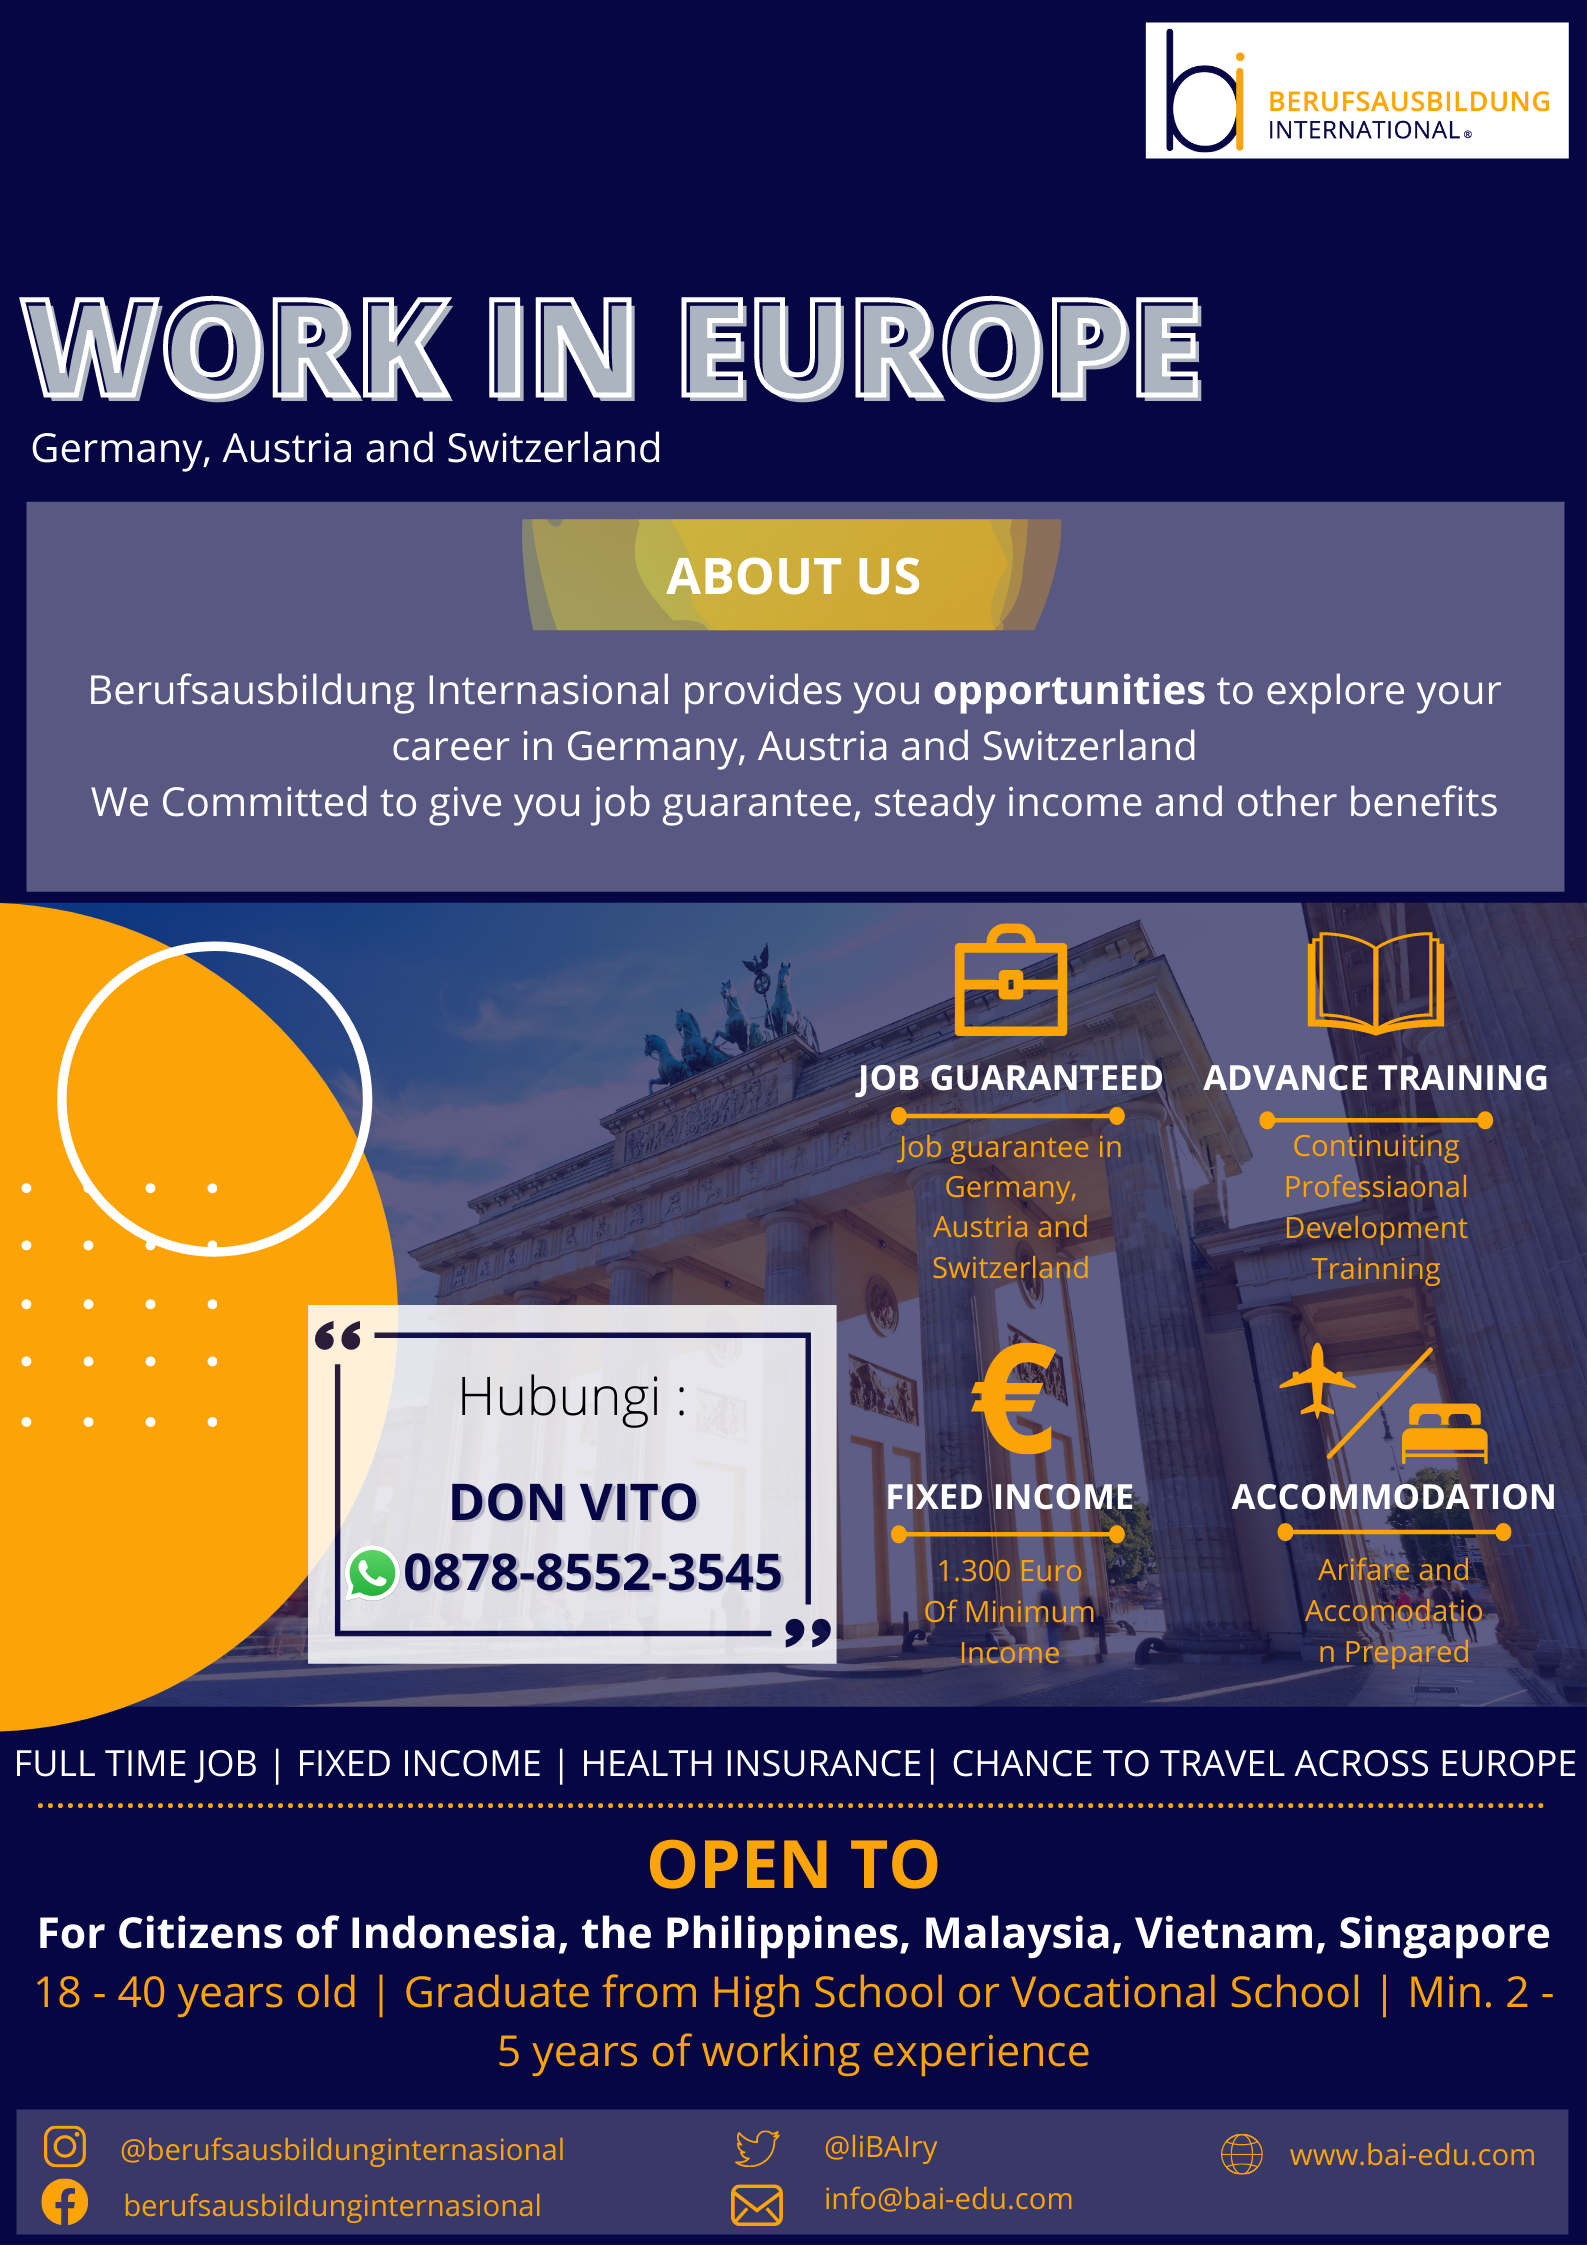 bi
BERUFSAUSBILDUNG
INTERNATIONAL®
WORK IN EUROPE
Germany, Austria and Switzerland
ABOUT US
Berufsausbildung Internasional provides you opportunities to explore your
career in Germany, Austria and Switzerland
We Committed to give you job guarantee, steady income and other benefits
JOB GUARANTEED
Job guarantee in
Germany,
Austria and
Switzerland
ADVANCE TRAINING
Continuiting
Professiaonal
Development
Trainning
“
Hubungi :
DON VITO
0878-8552-3545
”
€
FIXED INCOME
1.300 Euro
Of Minimum
Income
ACCOMMODATION
Arifare and
Accomodatio
n Prepared
FULL TIME JOB | FIXED INCOME | HEALTH INSURANCE| CHANCE TO TRAVEL ACROSS EUROPE
OPEN TO
For Citizens of Indonesia, the Philippines, Malaysia, Vietnam, Singapore
18 - 40 years old | Graduate from High School or Vocational School | Min. 2 -
5 years of working experience
@berufsausbildunginternasional
berufsausbildunginternasional
@liBAIry
info@bai-edu.com
www.bai-edu.com